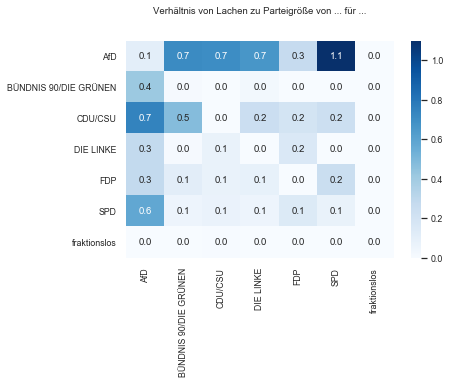 Verhältnis von Lachen zu Parteigröße von ... für ...
AfD 0.1 0.7 0.7 0.7 0.3 1.1 0.0
BÜNDNIS 90/DIE GRÜNEN 0.4 0.0 0.0 0.0 0.0 0.0 0.0
CDU/CSU 0.7 0.5 0.0 0.2 0.2 0.2 0.0
DIE LINKE 0.3 0.0 0.1 0.0 0.2 0.0 0.0
FDP 0.3 0.1 0.1 0.1 0.0 0.2 0.0
SPD 0.6 0.1 0.1 0.1 0.1 0.1 0.0
fraktionslos 0.0 0.0 0.0 0.0 0.0 0.0 0.0
AfD
BÜNDNIS 90/DIE GRÜNEN
CDU/CSU
DIE LINKE
FDP
SPD
fraktionslos
1.0
0.8
0.6
0.4
0.2
0.0